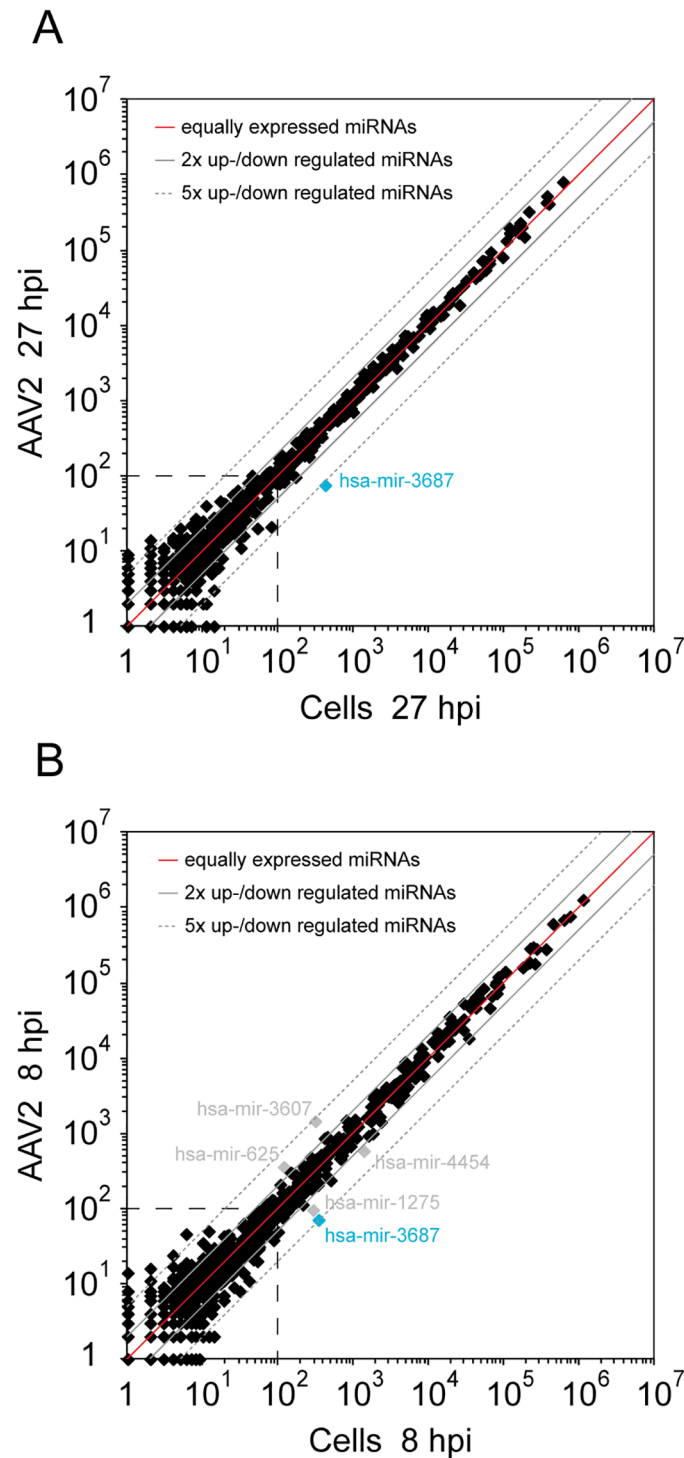 A
10^7
10^6
10^5
10^4
10^3
10^2
10^1
1
AAV2 27 hpi
equally expressed miRNAs
2x up-/down regulated miRNAs
5x up-/down regulated miRNAs
hsa-mir-3687
1 10^1 10^2 10^3 10^4 10^5 10^6 10^7
Cells 27 hpi
B
10^7
10^6
10^5
10^4
10^3
10^2
10^1
1
AAV2 8 hpi
equally expressed miRNAs
2x up-/down regulated miRNAs
5x up-/down regulated miRNAs
hsa-mir-3607
hsa-mir-625
hsa-mir-4454
hsa-mir-1275
hsa-mir-3687
1 10^1 10^2 10^3 10^4 10^5 10^6 10^7
Cells 8 hpi